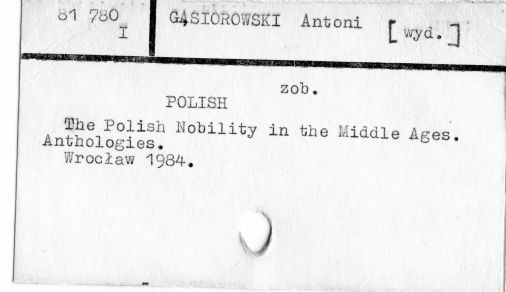 81 780
I
GĄSIOROWSKI Antoni [wyd.]
zob.
POLISH
The Polish Nobility in the Middle Ages.
Anthologies.
Wrocław 1984.